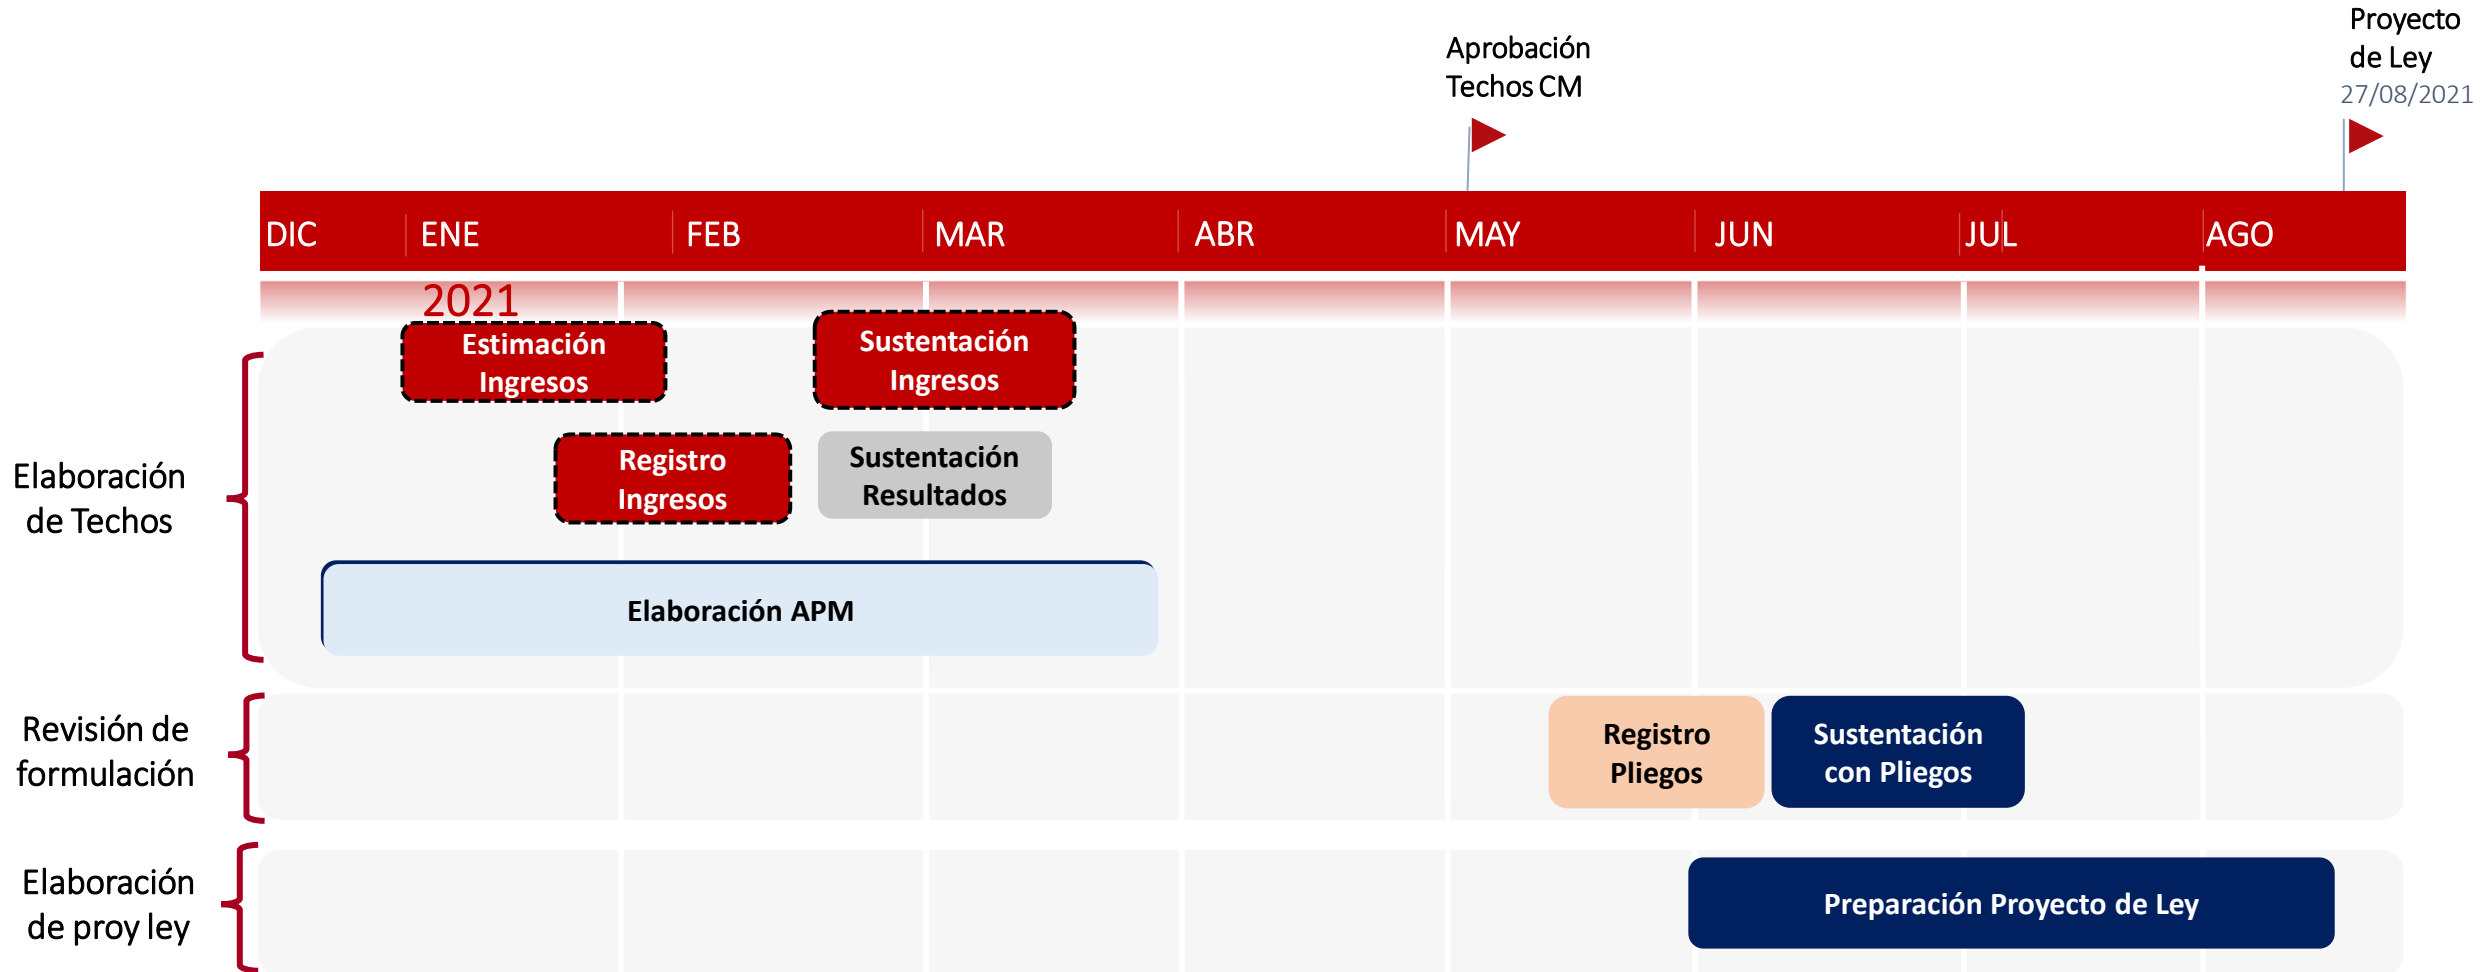 Proyecto
de Ley
27/08/2021
Aprobación
Techos CM
DIC ENE FEB MAR ABR MAY JUN JUL AGO
2021
Estimación
Ingresos
Sustentación
Ingresos
Elaboración
de Techos
Registro
Ingresos
Sustentación
Resultados
Elaboración APM
Revisión de
formulación
Registro
Pliegos
Sustentación
con Pliegos
Elaboración
de proy ley
Preparación Proyecto de Ley